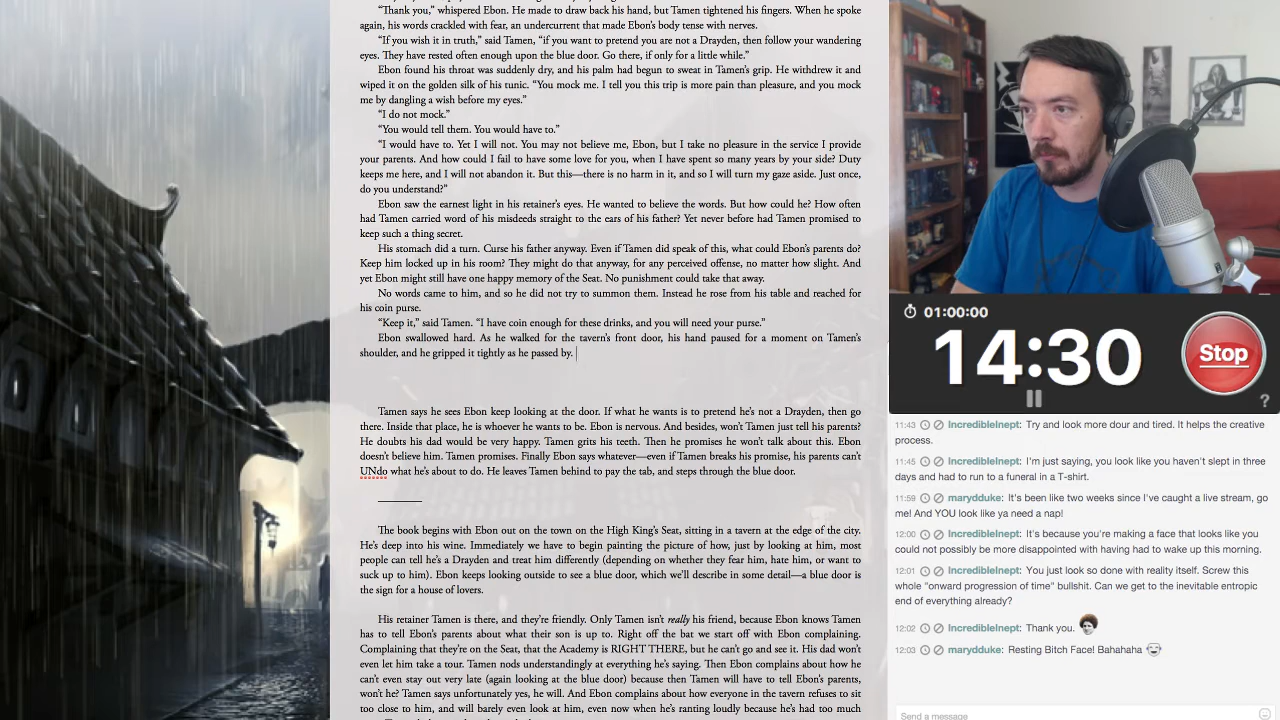 “Thank you,” whispered Ebon. He made to draw back his hand, but Tamen tightened his fingers. When he spoke
again, his words crackled with fear, an undercurrent that made Ebon’s body tense with nerves.
“If you wish it in truth,” said Tamen, “if you want to pretend you are not a Drayden, then follow your wandering
eyes. They have rested often enough upon the blue door. Go there, if only for a little while.”
Ebon found his throat was suddenly dry, and his palm had begun to sweat in Tamen’s grip. He withdrew it and
wiped it on the golden silk of his tunic. “You mock me. I tell you this trip is more pain than pleasure, and you mock
me by dangling a wish before my eyes.”
“I do not mock.”
“You would tell them. You would have to.”
“I would have to. Yet I will not. You may not believe me, Ebon, but I take no pleasure in the service I provide
your parents. And how could I fail to have some love for you, when I have spent so many years by your side? Duty
keeps me here, and I will not abandon it. But this—there is no harm in it, and so I will turn my gaze aside. Just once,
do you understand?”
Ebon saw the earnest light in his retainer’s eyes. He wanted to believe the words. But how could he? How often
had Tamen carried word of his misdeeds straight to the ears of his father? Yet never before had Tamen promised to
keep such a thing secret.
His stomach did a turn. Curse his father anyway. Even if Tamen did speak of this, what could Ebon’s parents do?
Keep him locked up in his room? They might do that anyway, for any perceived offense, no matter how slight. And
yet Ebon might still have one happy memory of the Seat. No punishment could take that away.
No words came to him, and so he did not try to summon them. Instead he rose from his table and reached for
his coin purse.
“Keep it,” said Tamen. “I have coin enough for these drinks, and you will need your purse.”
Ebon swallowed hard. As he walked for the tavern’s front door, his hand paused for a moment on Tamen’s
shoulder, and he gripped it tightly as he passed by.
Tamen says he sees Ebon keep looking at the door. If what he wants is to pretend he’s not a Drayden, then go
there. Inside that place, he is whoever he wants to be. Ebon is nervous. And besides, won’t Tamen just tell his parents?
He doubts his dad would be very happy. Tamen grits his teeth. Then he promises he won’t talk about this. Ebon
doesn’t believe him. Tamen promises. Finally Ebon says whatever—even if Tamen breaks his promise, his parents can’t
UNdo what he’s about to do. He leaves Tamen behind to pay the tab, and steps through the blue door.
The book begins with Ebon out on the town on the High King’s Seat, sitting in a tavern at the edge of the city.
He’s deep into his wine. Immediately we have to begin painting the picture of how, just by looking at him, most
people can tell he’s a Drayden and treat him differently (depending on whether they fear him, hate him, or want to
suck up to him). Ebon keeps looking outside to see a blue door, which we’ll describe in some detail—a blue door is
the sign for a house of lovers.
His retainer Tamen is there, and they’re friendly. Only Tamen isn’t really his friend, because Ebon knows Tamen
has to tell Ebon’s parents about what their son is up to. Right off the bat we start off with Ebon complaining.
Complaining that they’re on the Seat, that the Academy is RIGHT THERE, but he can’t go and see it. His dad won’t
even let him take a tour. Tamen nods understandingly at everything he’s saying. Then Ebon complains about how he
can’t even stay out very late (again looking at the blue door) because then Tamen will have to tell Ebon’s parents,
won’t he? Tamen says unfortunately yes, he will. And Ebon complains about how everyone in the tavern refuses to sit
too close to him, and will barely even look at him, even now when he’s ranting loudly because he’s had too much
01:00:00
14:30
Stop
?
11:43 IncredibleInept: Try and look more dour and tired. It helps the creative
process.
11:45 IncredibleInept: I'm just saying, you look like you haven't slept in three
days and had to run to a funeral in a T-shirt.
11:59 marydduke: It's been like two weeks since I've caught a live stream, go
me! And YOU look like ya need a nap!
12:00 IncredibleInept: It's because you're making a face that looks like you
could not possibly be more disappointed with having had to wake up this morning.
12:01 IncredibleInept: You just look so done with reality itself. Screw this
whole "onward progression of time" bullshit. Can we get to the inevitable entropic
end of everything already?
12:02 IncredibleInept: Thank you.
12:03 marydduke: Resting Bitch Face! Bahahaha
Send a message